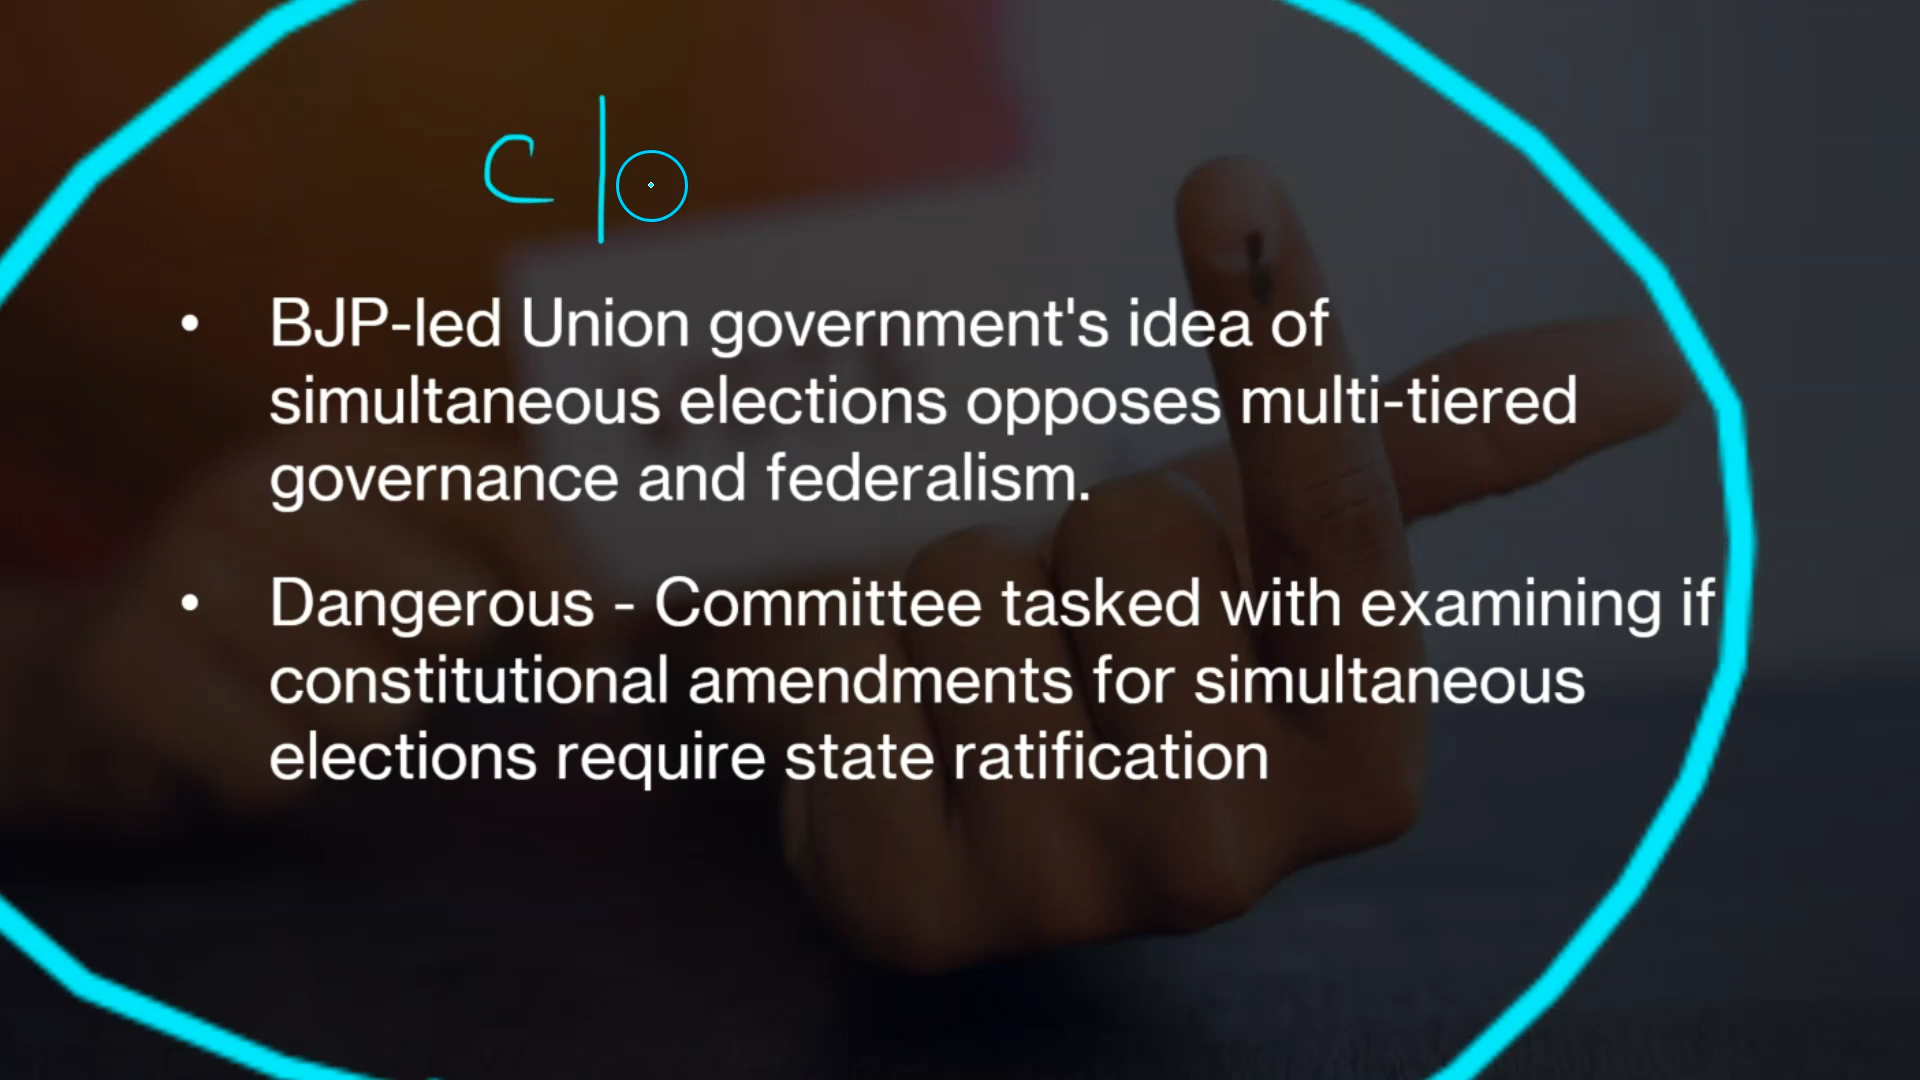 C |
• BJP-led Union government's idea of
simultaneous elections opposes multi-tiered
governance and federalism.
• Dangerous - Committee tasked with examining if
constitutional amendments for simultaneous
elections require state ratification